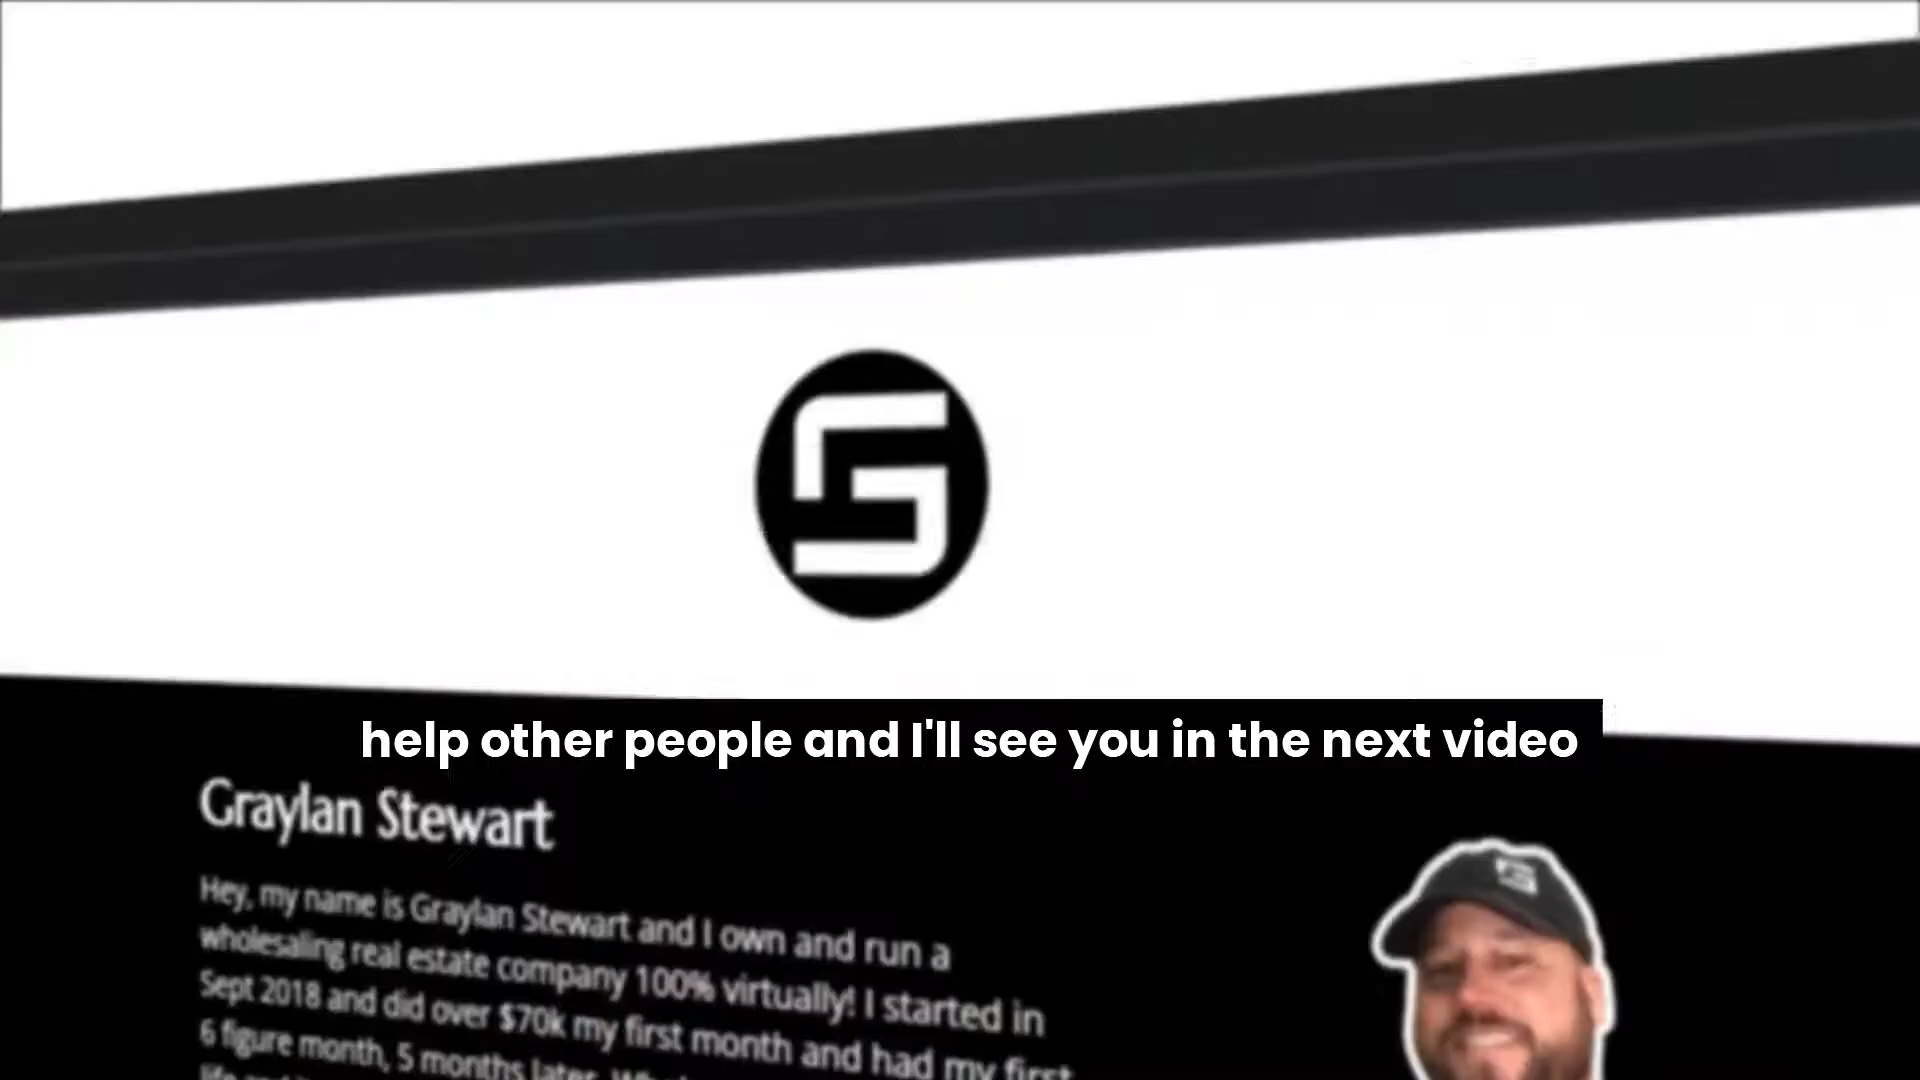 help other people and I'll see you in the next video
Graylan Stewart
Hey, my name is Graylan Stewart and I own and run a
wholesaling real estate company 100% virtually! I started in
Sept 2018 and did over $70k my first month and had my first
6 figure month, 5 months later.